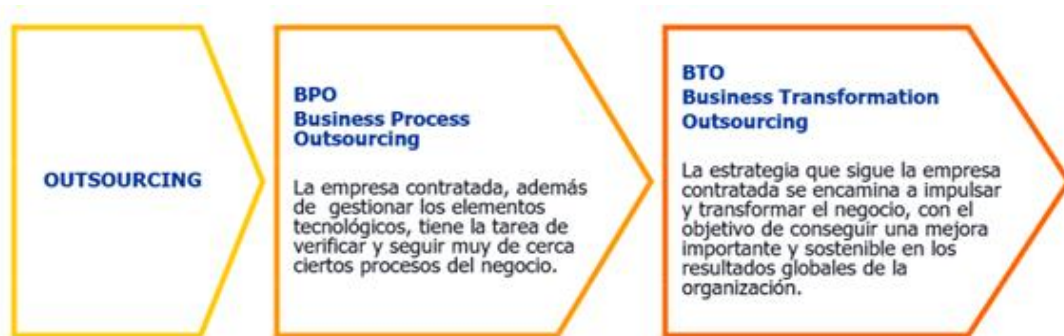 OUTSOURCING
BPO
Business Process
Outsourcing
La empresa contratada, además
de gestionar los elementos
tecnológicos, tiene la tarea de
verificar y seguir muy de cerca
ciertos procesos del negocio.
BTO
Business Transformation
Outsourcing
La estrategia que sigue la empresa
contratada se encamina a impulsar
y transformar el negocio, con el
objetivo de conseguir una mejora
importante y sostenible en los
resultados globales de la
organización.